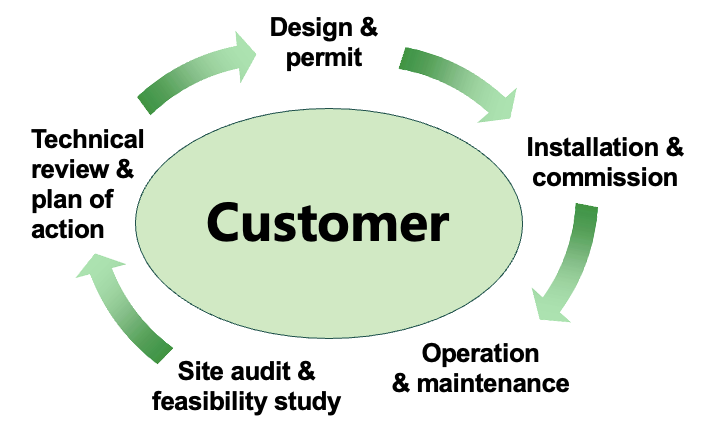 Design &
permit
Technical
review &
plan of
action
Installation &
commission
Customer
Operation
& maintenance
Site audit &
feasibility study